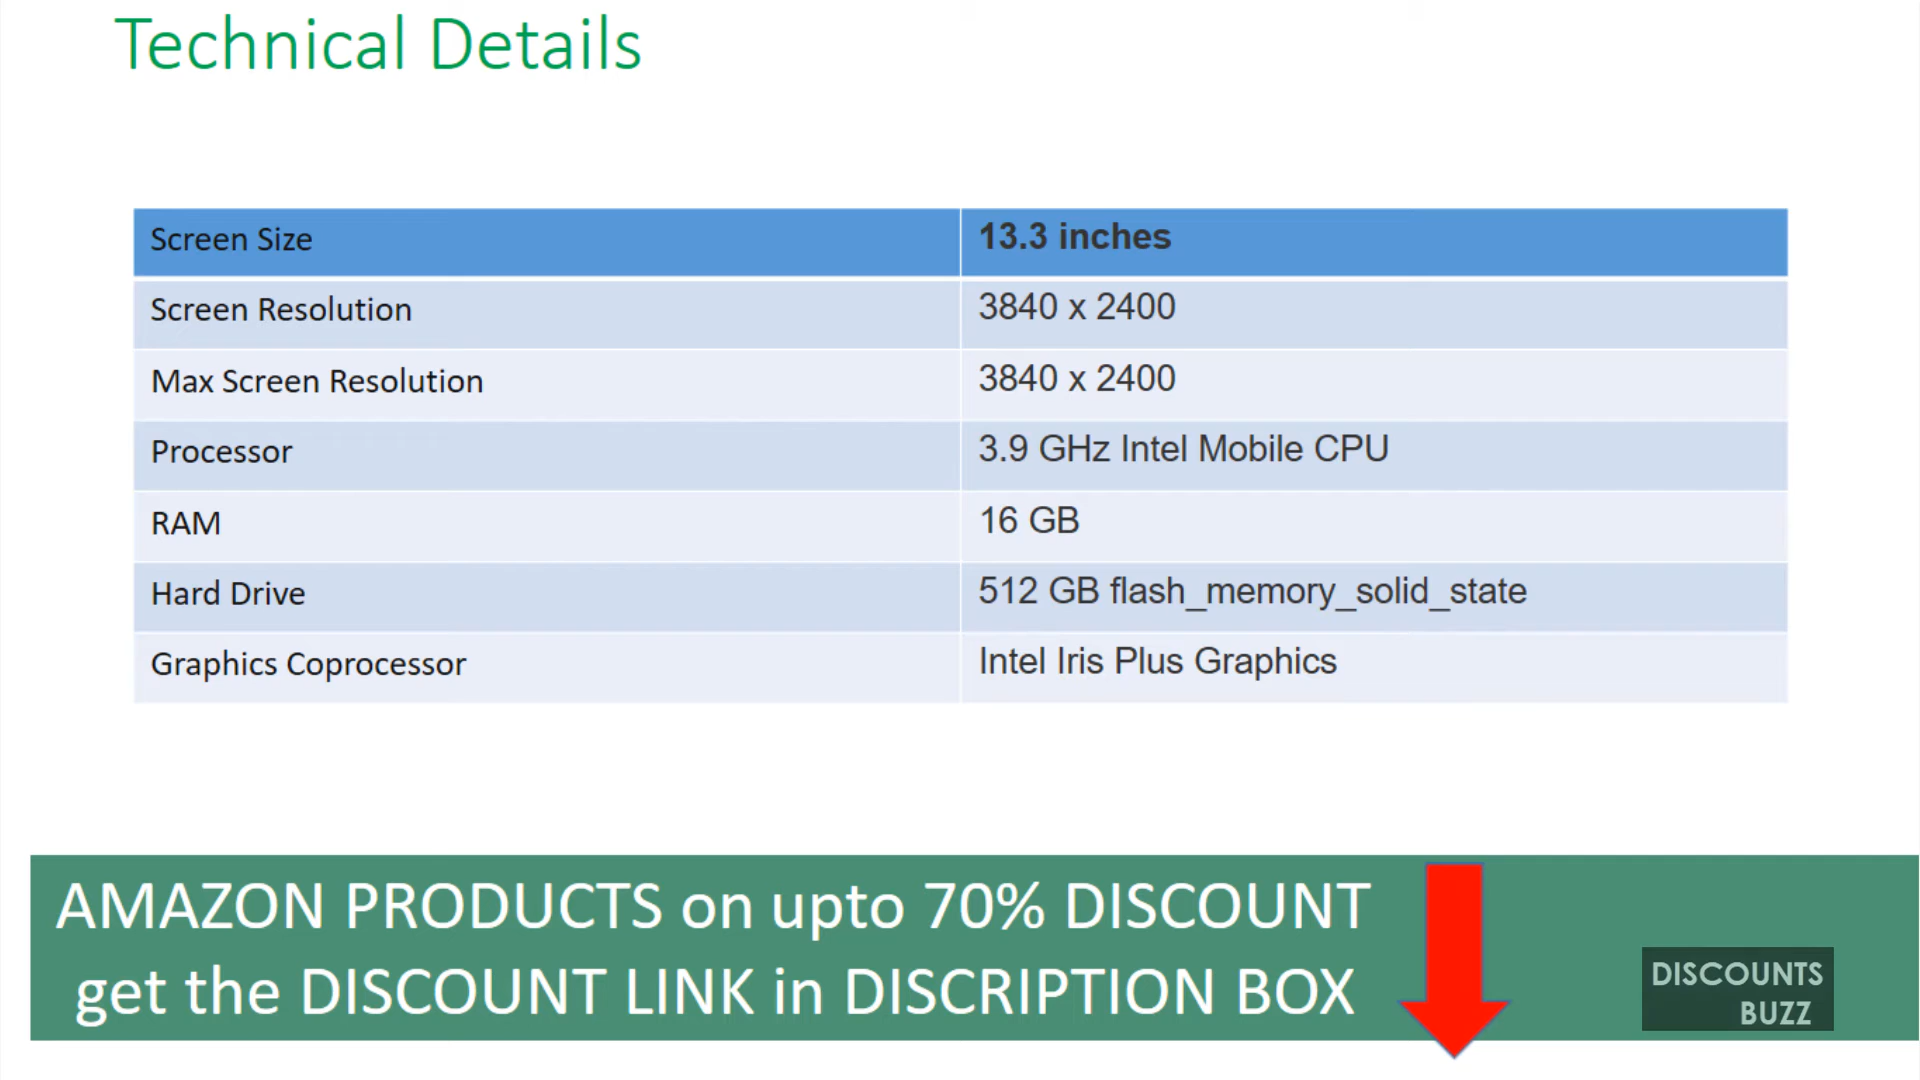 Technical Details
Screen Size 13.3 inches
Screen Resolution 3840 x 2400
Max Screen Resolution 3840 x 2400
Processor 3.9 GHz Intel Mobile CPU
RAM 16 GB
Hard Drive 512 GB flash_memory_solid_state
Graphics Coprocessor Intel Iris Plus Graphics
AMAZON PRODUCTS on upto 70% DISCOUNT
get the DISCOUNT LINK in DISCRIPTION BOX
DISCOUNTS
BUZZ